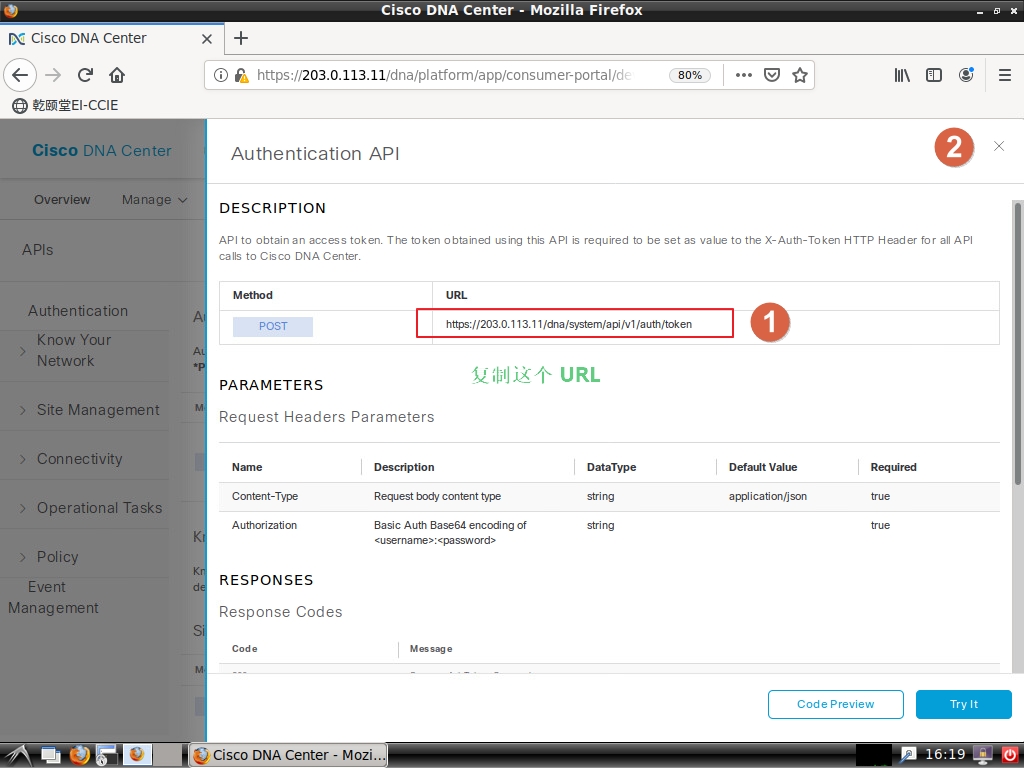 Cisco DNA Center - Mozilla Firefox
Cisco DNA Center
https://203.0.113.11/dna/platform/app/consumer-portal/de
80%
乾颐堂EI-CCIE
Cisco DNA Center
Overview
Manage
APIs
Authentication
Know Your
Network
Site Management
Connectivity
Operational Tasks
Policy
Event
Management
Authentication API
2
DESCRIPTION
API to obtain an access token. The token obtained using this API is required to be set as value to the X-Auth-Token HTTP Header for all API
calls to Cisco DNA Center.
Method URL
POST https://203.0.113.11/dna/system/api/v1/auth/token
1
复制这个 URL
PARAMETERS
Request Headers Parameters
Name Description DataType Default Value Required
Content-Type Request body content type string application/json true
Authorization Basic Auth Base64 encoding of string true
<username>:<password>
RESPONSES
Response Codes
Code Message
Code Preview
Try It
Cisco DNA Center - Mozi...
16:19